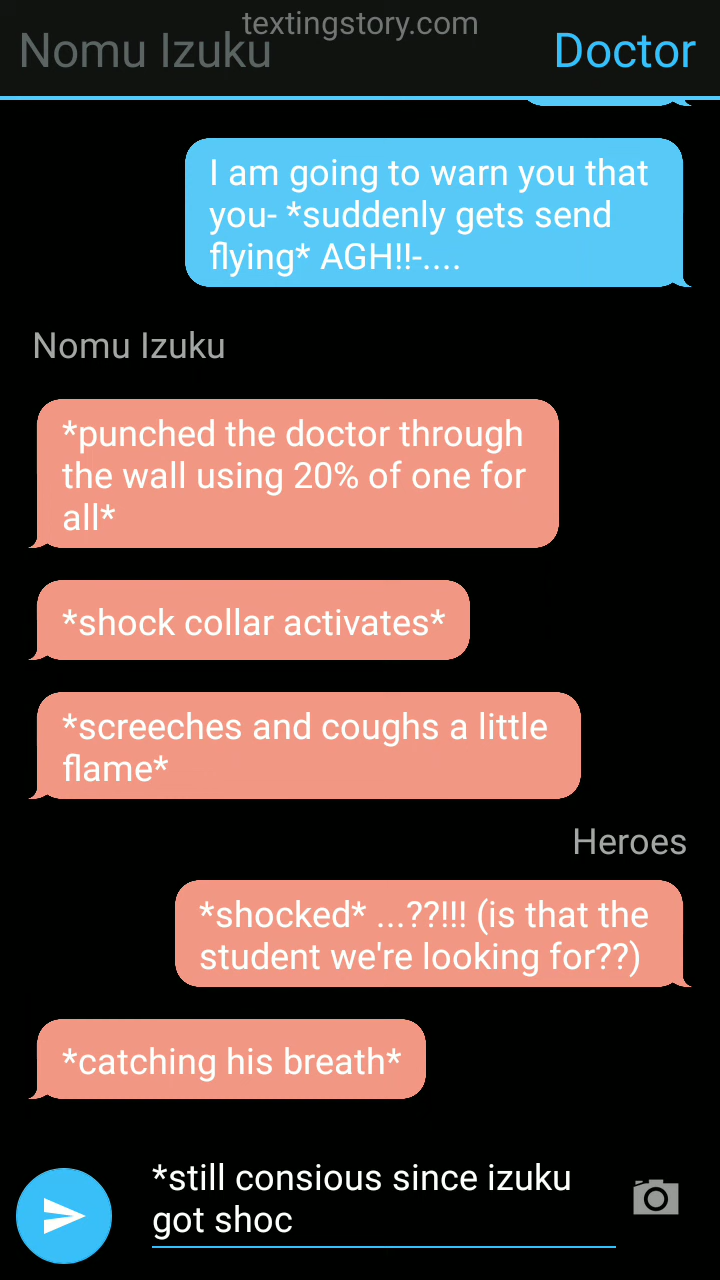 textingstory.com
Nomu Izuku
Doctor
I am going to warn you that
you- *suddenly gets send
flying* AGH!!-....
Nomu Izuku
*punched the doctor through
the wall using 20% of one for
all*
*shock collar activates*
*screeches and coughs a little
flame*
Heroes
*shocked* ...??!!! (is that the
student we're looking for??)
*catching his breath*
*still consious since izuku
got shoc